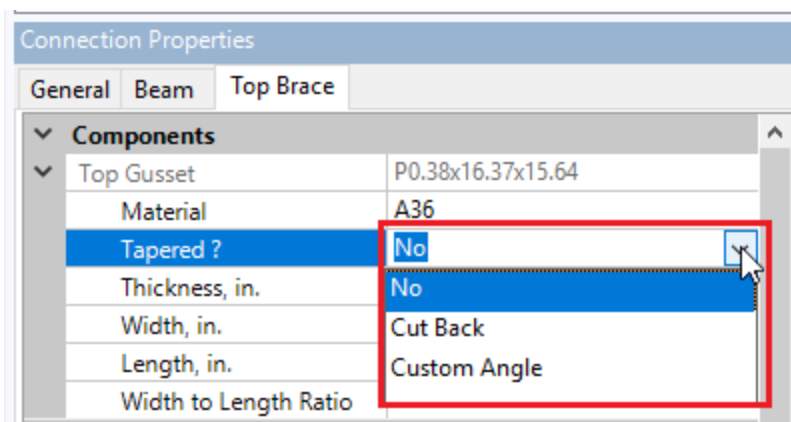 Connection Properties
General Beam Top Brace
Components
Top Gusset P0.38x16.37x15.64
Material A36
Tapered ? No
Thickness, in. No
Width, in. Cut Back
Length, in. Custom Angle
Width to Length Ratio